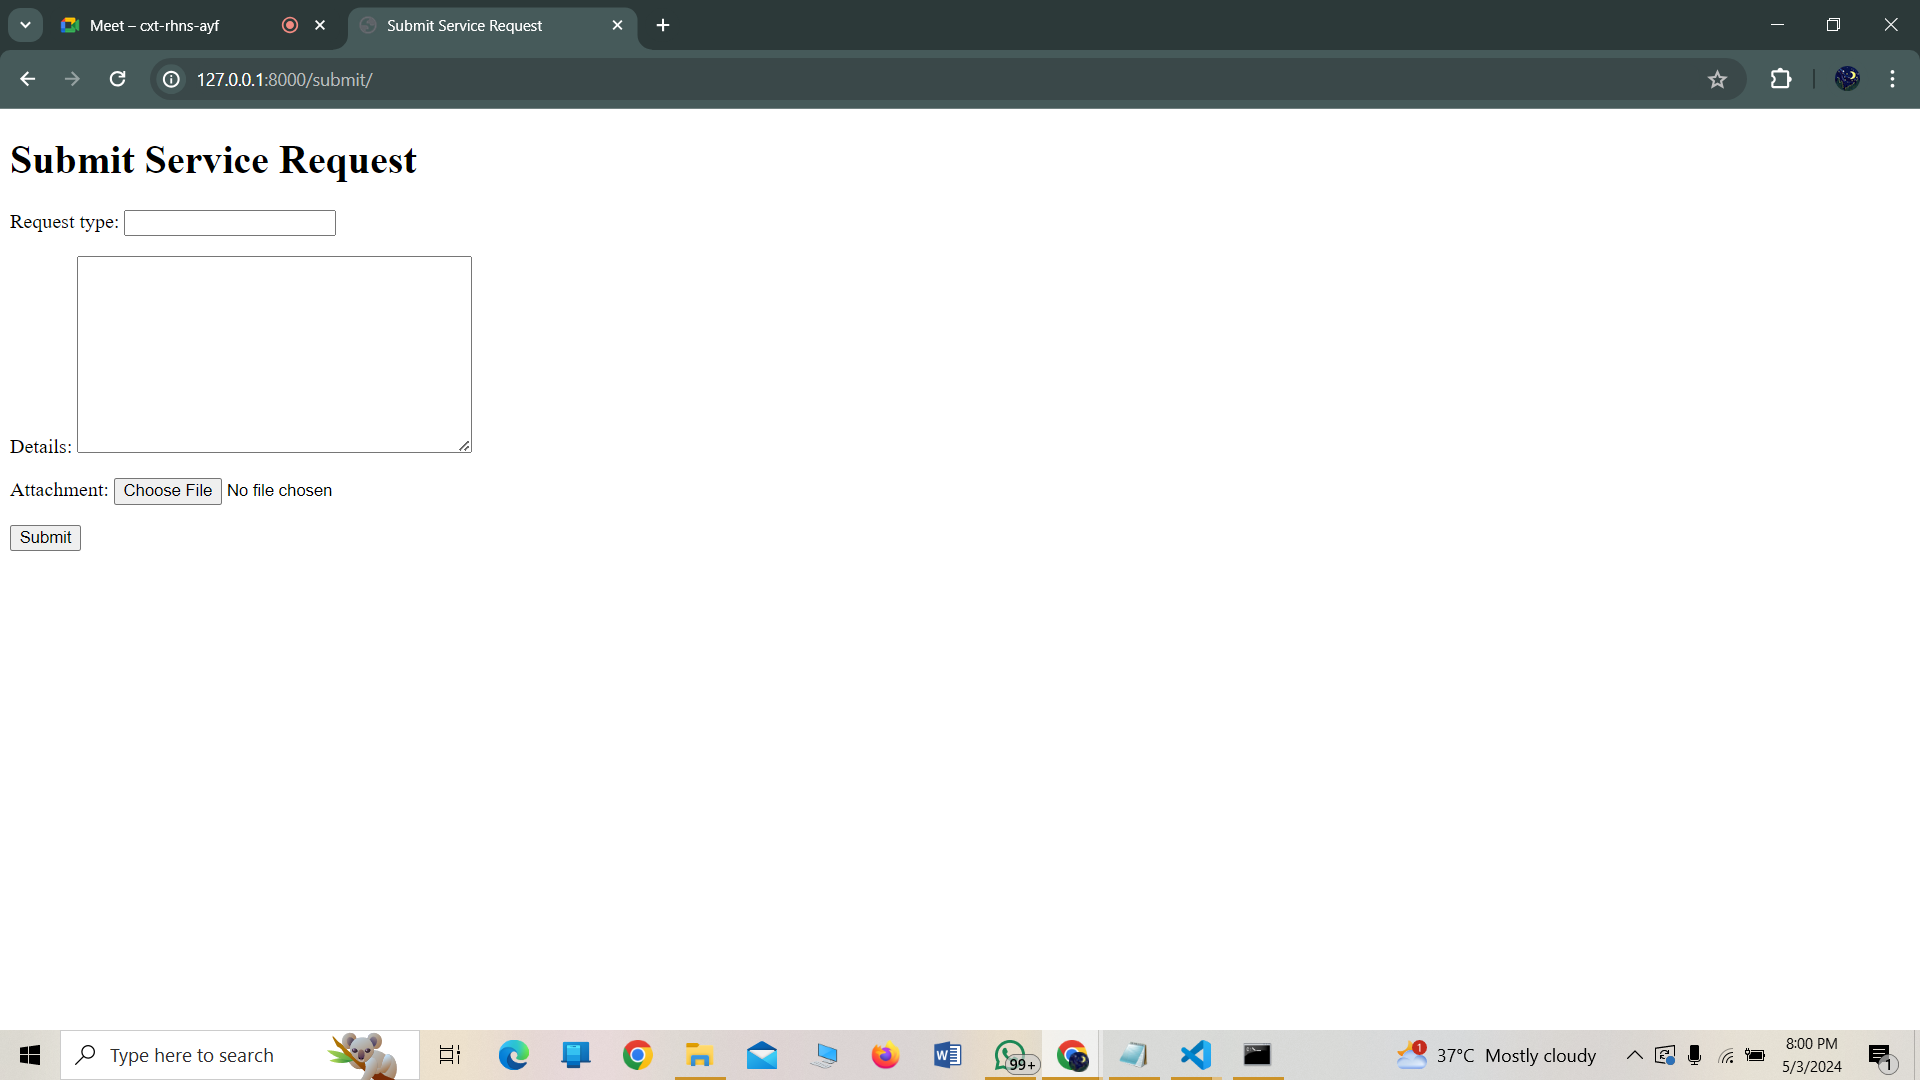 Meet – cxt-rhns-ayf
Submit Service Request
127.0.0.1:8000/submit/
Submit Service Request
Request type:
Details:
Attachment: Choose File No file chosen
Submit
Type here to search
99+
1
37°C Mostly cloudy
8:00 PM
5/3/2024
1